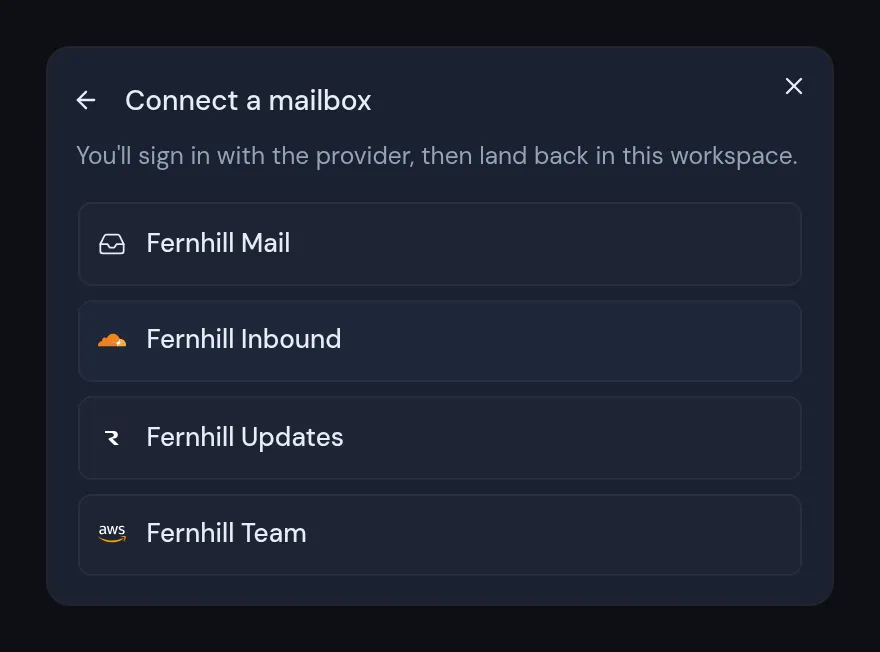 Connect a mailbox
You'll sign in with the provider, then land back in this workspace.
Fernhill Mail
Fernhill Inbound
Fernhill Updates
aws Fernhill Team